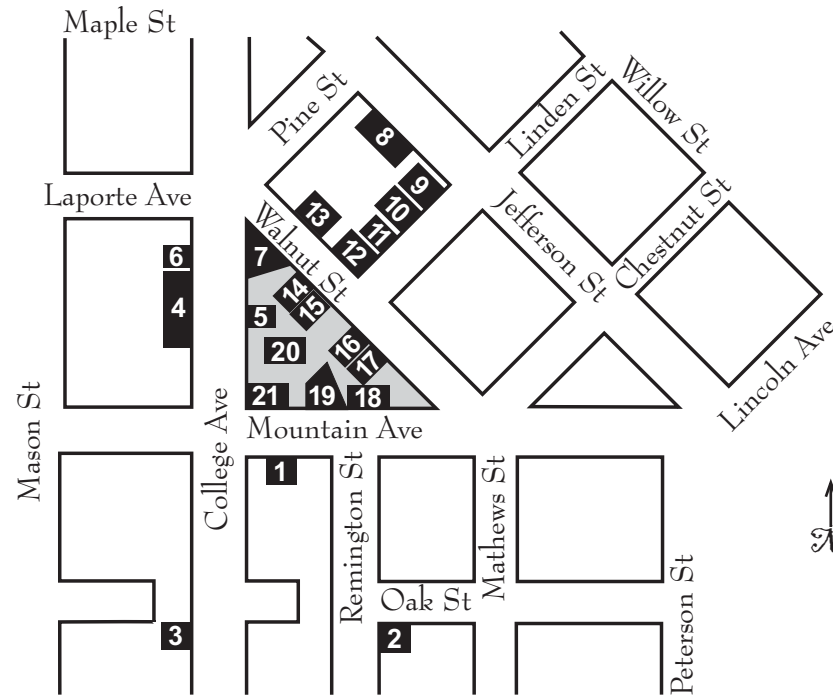 Maple St
Pine St
Linden St
Willow St
8
Laporte Ave
9
10
13
11
12
Walnut St
Jefferson St
Chestnut St
6
7
4
14
15
5
16
20
17
21
19
18
Lincoln Ave
Mason St
College Ave
Mountain Ave
1
Remington St
Mathews St
Oak St
Peterson St
3
2
N